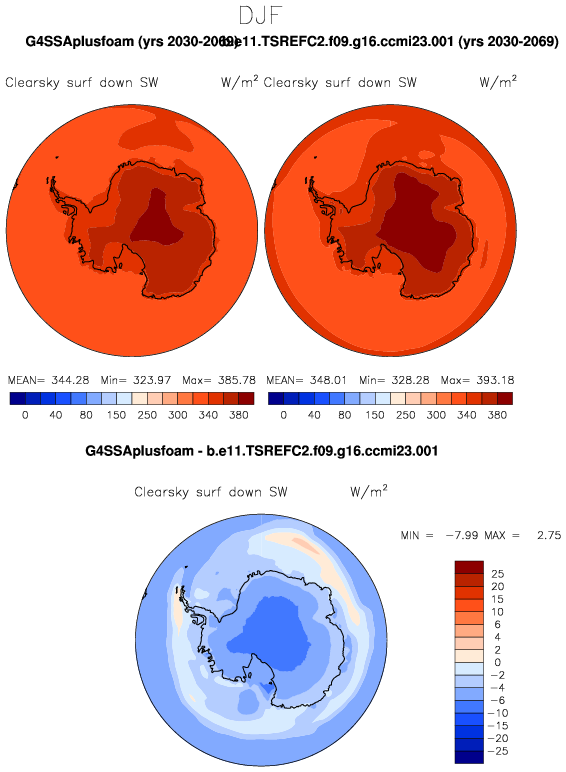 DJF
G4SSAplusfoam (yrs 2030-2069) b.e11.TSREFC2.f09.g16.ccmi23.001 (yrs 2030-2069)
Clearsky surf down SW W/m² Clearsky surf down SW W/m²
MEAN= 344.28 Min= 323.97 Max= 385.78 MEAN= 348.01 Min= 328.28 Max= 393.18
0 40 80 150 250 300 340 380 0 40 80 150 250 300 340 380
G4SSAplusfoam - b.e11.TSREFC2.f09.g16.ccmi23.001
Clearsky surf down SW W/m²
MIN = -7.99 MAX = 2.75
25
20
15
10
6
4
2
0
-2
-4
-6
-10
-15
-20
-25